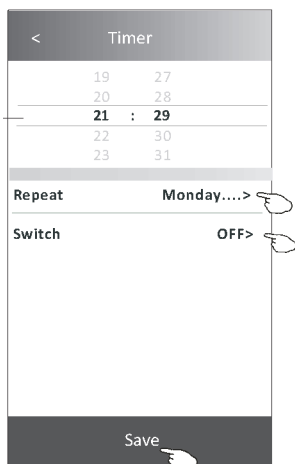 < Timer
19 27
20 28
21 : 29
22 30
23 31
Repeat Monday....>
Switch OFF>
Save